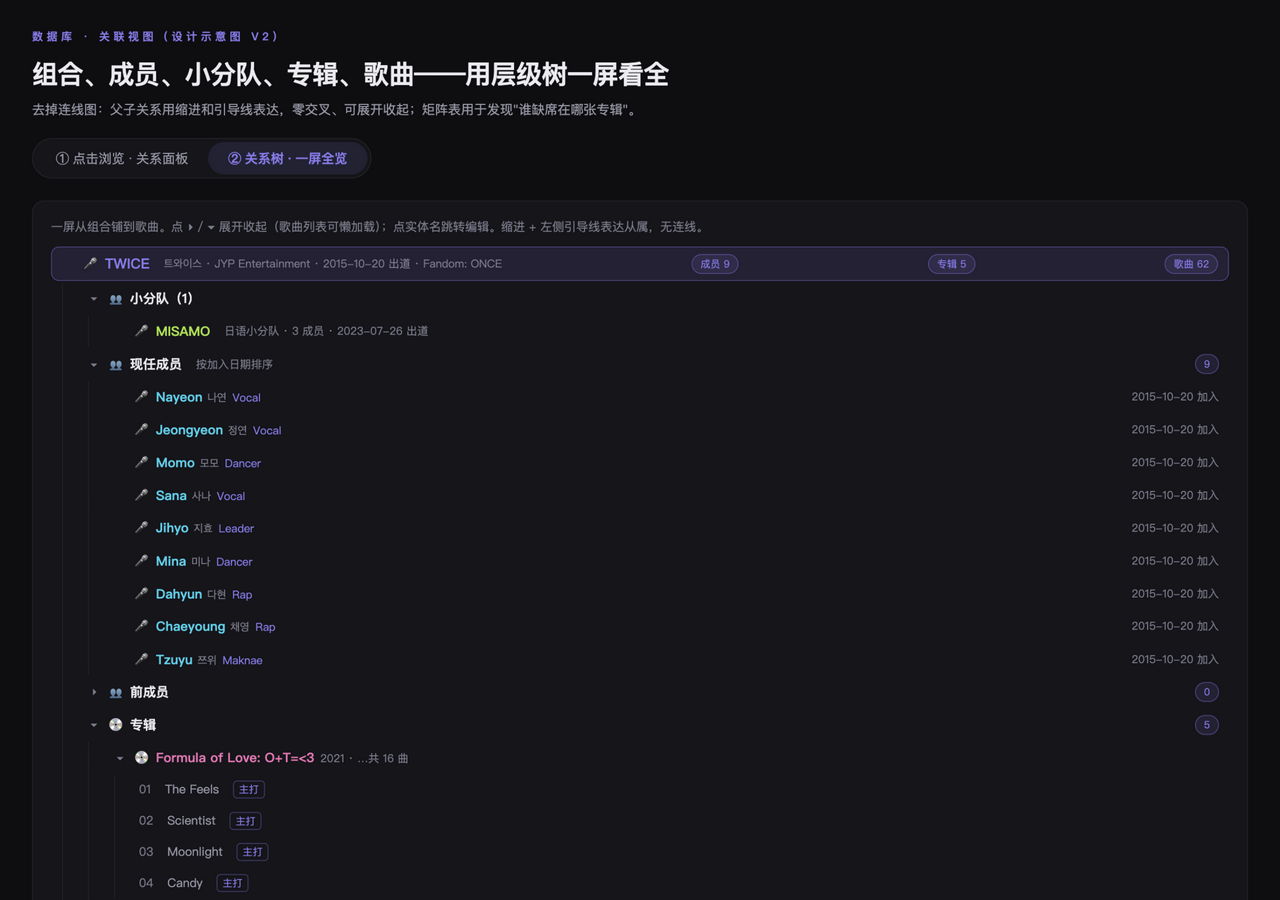 数据库 · 关联视图（设计示意图 V2）
组合、成员、小分队、专辑、歌曲——用层级树一屏看全
去掉连线图：父子关系用缩进和引导线表达，零交叉、可展开收起；矩阵表用于发现"谁缺席在哪张专辑"。
① 点击浏览 · 关系面板 ② 关系树 · 一屏全览
一屏从组合铺到歌曲。点 ▸ / ▾ 展开收起（歌曲列表可懒加载）；点实体名跳转编辑。缩进 + 左侧引导线表达从属，无连线。
TWICE 트와이스 · JYP Entertainment · 2015-10-20 出道 · Fandom: ONCE 成员 9 专辑 5 歌曲 62
小分队（1）
MISAMO 日语小分队 · 3 成员 · 2023-07-26 出道
现任成员 按加入日期排序 9
Nayeon 나연 Vocal 2015-10-20 加入
Jeongyeon 정연 Vocal 2015-10-20 加入
Momo 모모 Dancer 2015-10-20 加入
Sana 사나 Vocal 2015-10-20 加入
Jihyo 지효 Leader 2015-10-20 加入
Mina 미나 Dancer 2015-10-20 加入
Dahyun 다현 Rap 2015-10-20 加入
Chaeyoung 채영 Rap 2015-10-20 加入
Tzuyu 쯔위 Maknae 2015-10-20 加入
前成员 0
专辑 5
Formula of Love: O+T=<3 2021 · …共 16 曲
01 The Feels 主打
02 Scientist 主打
03 Moonlight 主打
04 Candy 主打